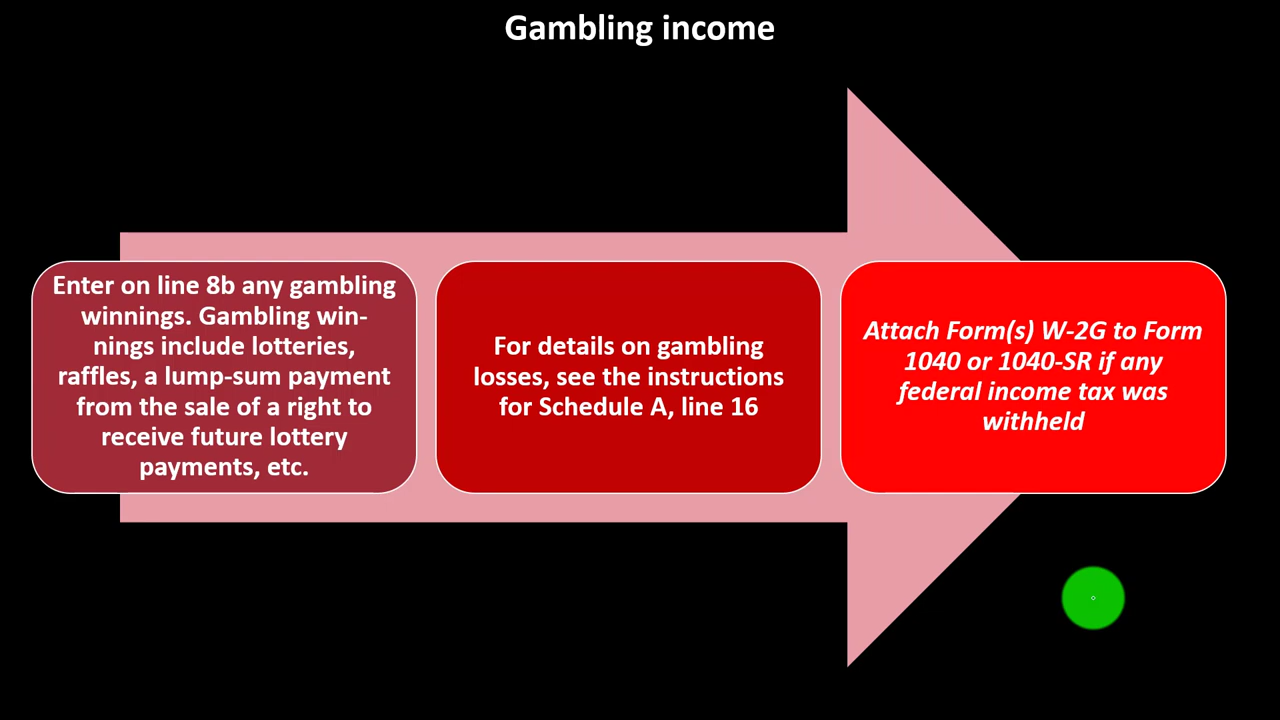 Gambling income
Enter on line 8b any gambling
winnings. Gambling win-
nings include lotteries,
raffles, a lump-sum payment
from the sale of a right to
receive future lottery
payments, etc.
For details on gambling
losses, see the instructions
for Schedule A, line 16
Attach Form(s) W-2G to Form
1040 or 1040-SR if any
federal income tax was
withheld